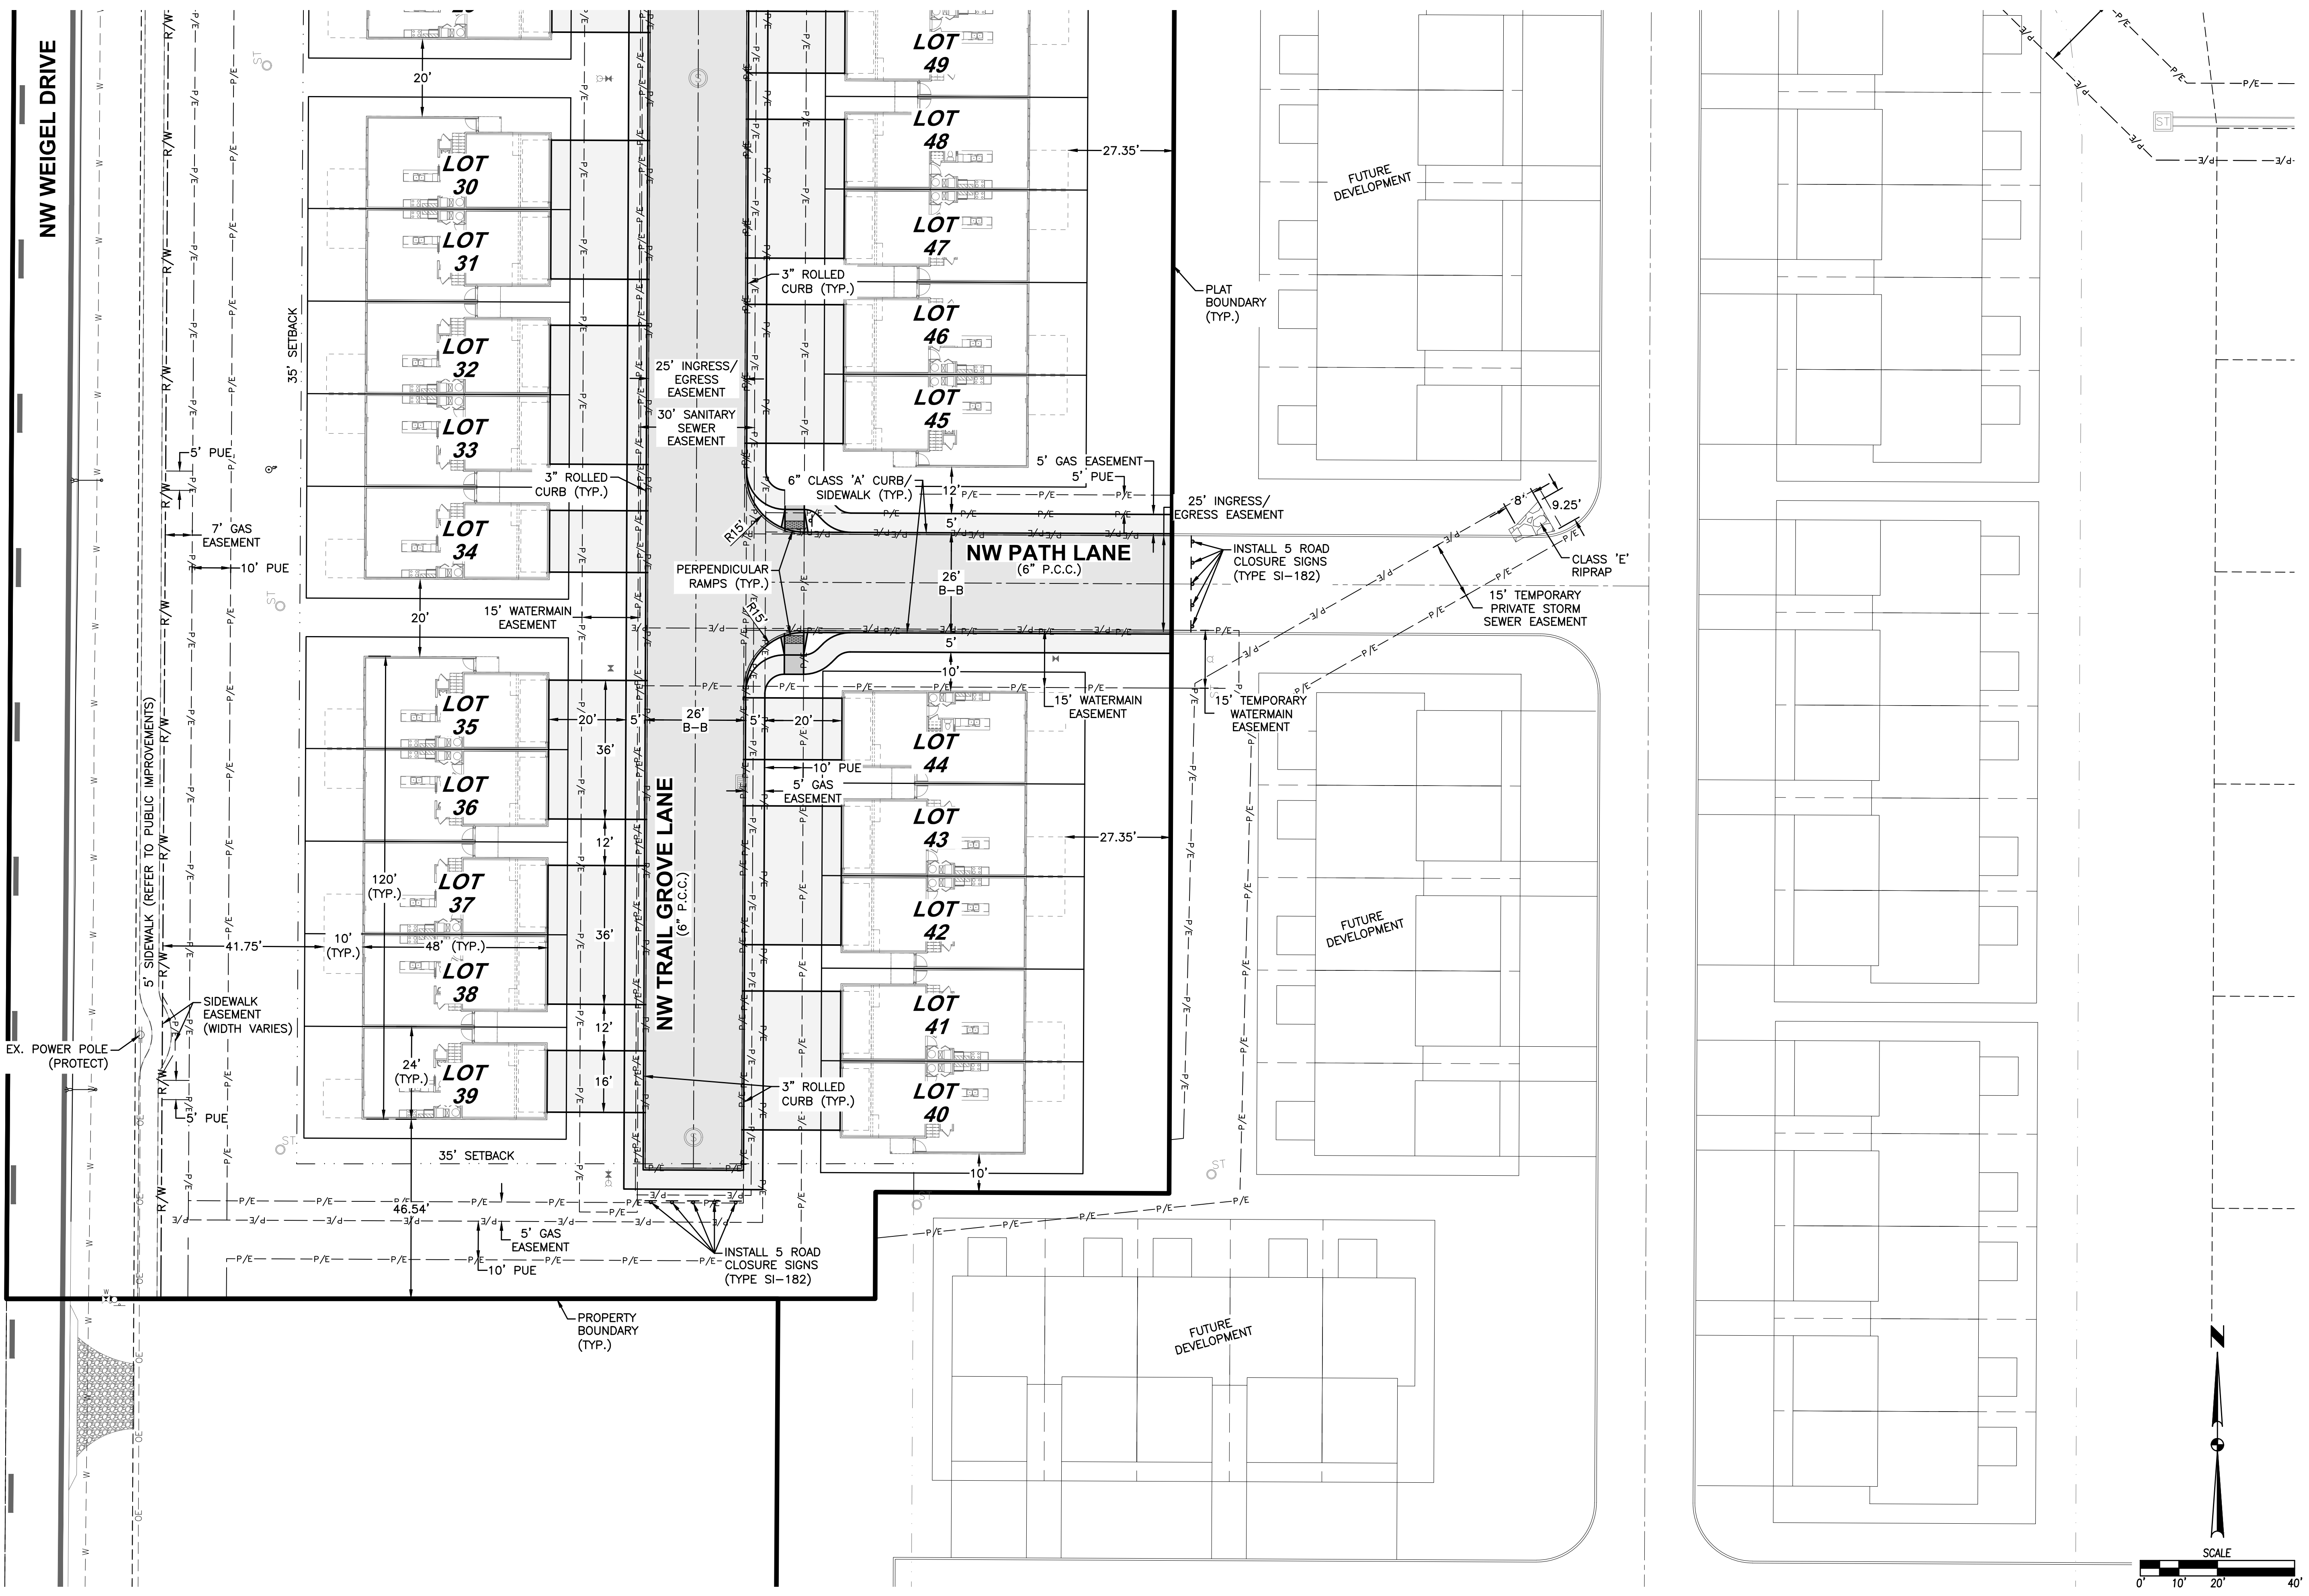 NW WEIGEL DRIVE
20'
LOT
49
LOT
48
27.35'
LOT
47
LOT
46
LOT
45
LOT
30
LOT
31
LOT
32
LOT
33
LOT
34
35' SETBACK
3" ROLLED
CURB (TYP.)
25' INGRESS/
EGRESS
EASEMENT
30' SANITARY
SEWER
EASEMENT
PLAT
BOUNDARY
(TYP.)
FUTURE
DEVELOPMENT
5' PUE
7' GAS
EASEMENT
10' PUE
3" ROLLED
CURB (TYP.)
6" CLASS 'A' CURB/
SIDEWALK (TYP.)
12'
5' GAS EASEMENT
5' PUE
25' INGRESS/
EGRESS EASEMENT
5'
R15'
NW PATH LANE
(6" P.C.C.)
26'
B-B
PERPENDICULAR
RAMPS (TYP.)
R15'
INSTALL 5 ROAD
CLOSURE SIGNS
(TYPE SI-182)
8'
9.25'
CLASS 'E'
RIPRAP
15' TEMPORARY
PRIVATE STORM
SEWER EASEMENT
15' WATERMAIN
EASEMENT
20'
5'
10'
15' WATERMAIN
EASEMENT
15' TEMPORARY
WATERMAIN
EASEMENT
LOT
35
LOT
36
LOT
37
LOT
38
LOT
39
20'
5'
26'
B-B
5'
20'
36'
12'
36'
12'
16'
10' PUE
5' GAS
EASEMENT
LOT
44
LOT
43
LOT
42
LOT
41
LOT
40
27.35'
NW TRAIL GROVE LANE
(6" P.C.C.)
5' SIDEWALK (REFER TO PUBLIC IMPROVEMENTS)
120'
(TYP.)
41.75'
10'
(TYP.)
48' (TYP.)
24'
(TYP.)
SIDEWALK
EASEMENT
(WIDTH VARIES)
EX. POWER POLE
(PROTECT)
5' PUE
3" ROLLED
CURB (TYP.)
FUTURE
DEVELOPMENT
35' SETBACK
10'
46.54'
5' GAS
EASEMENT
10' PUE
INSTALL 5 ROAD
CLOSURE SIGNS
(TYPE SI-182)
PROPERTY
BOUNDARY
(TYP.)
FUTURE
DEVELOPMENT
ST
N
SCALE
0' 10' 20' 40'